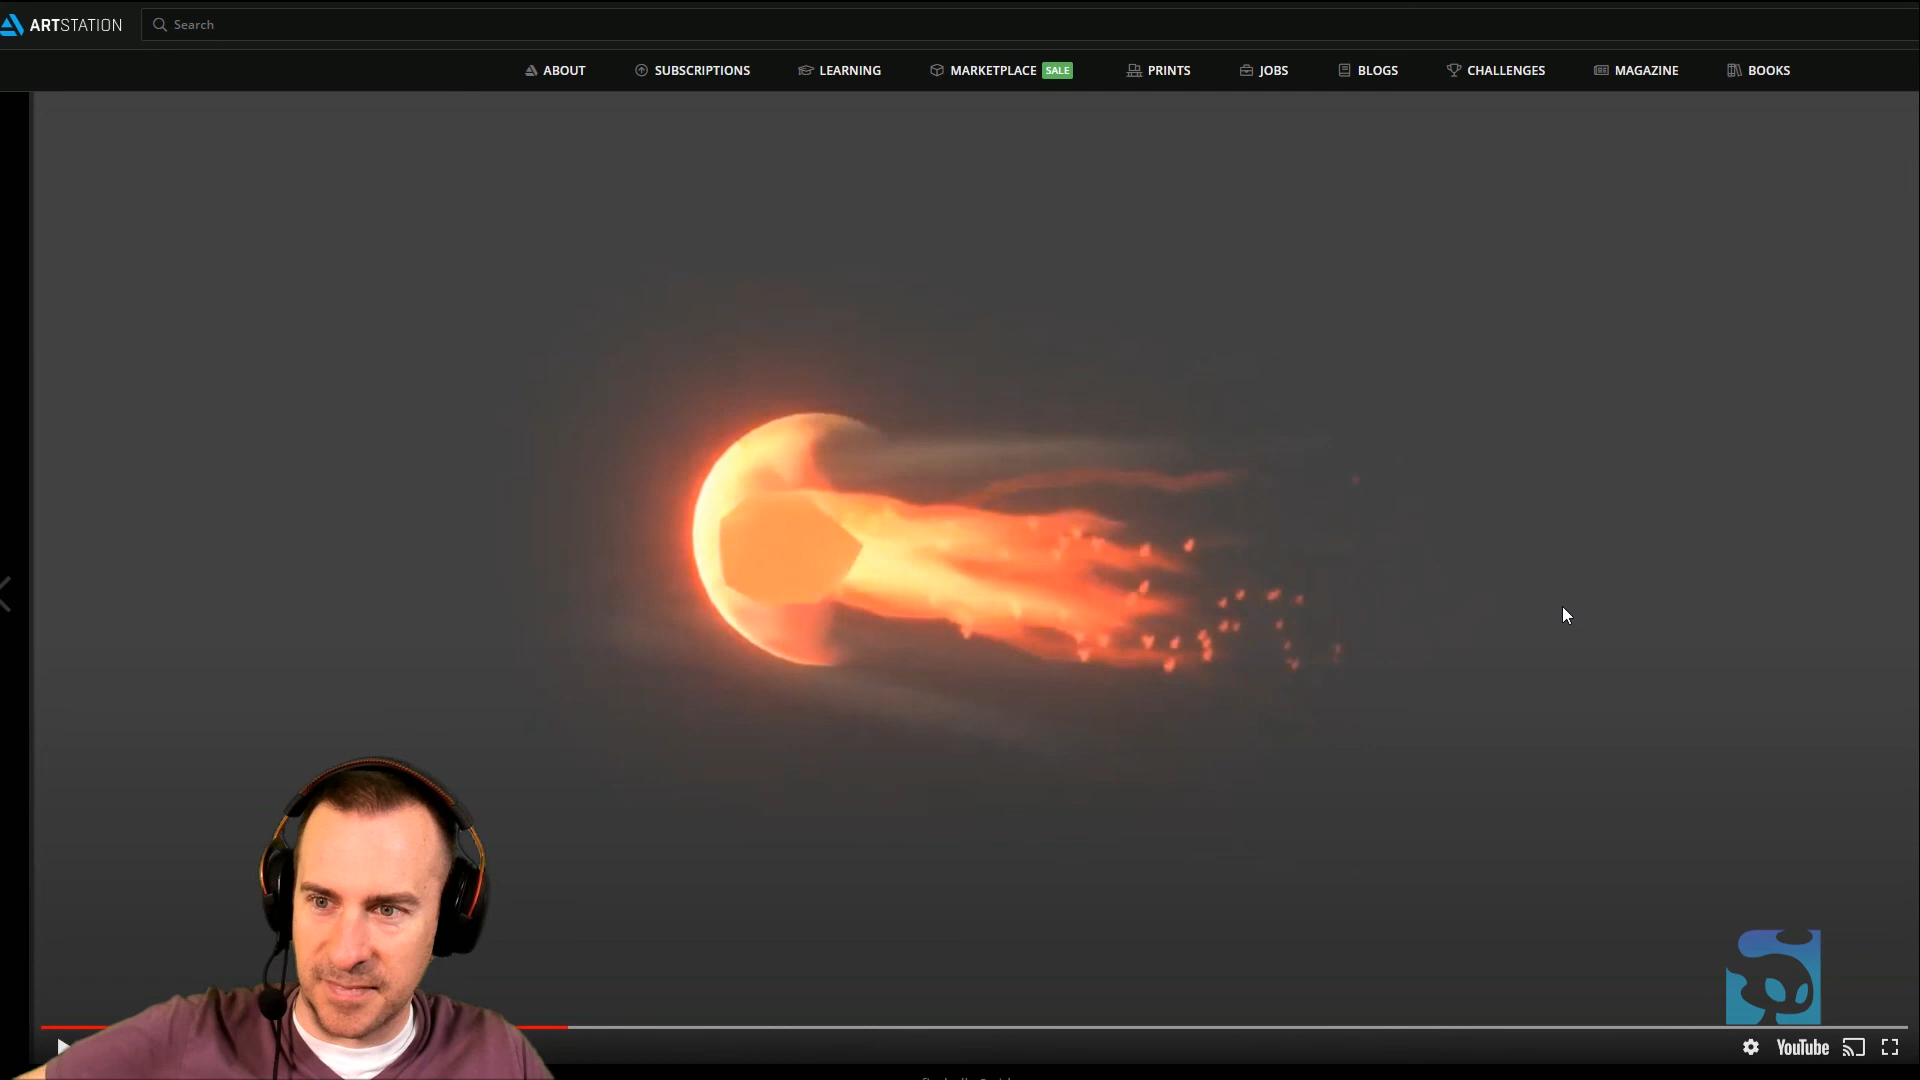 ARTSTATION
Search
ABOUT SUBSCRIPTIONS LEARNING MARKETPLACE SALE PRINTS JOBS BLOGS CHALLENGES MAGAZINE BOOKS
YouTube